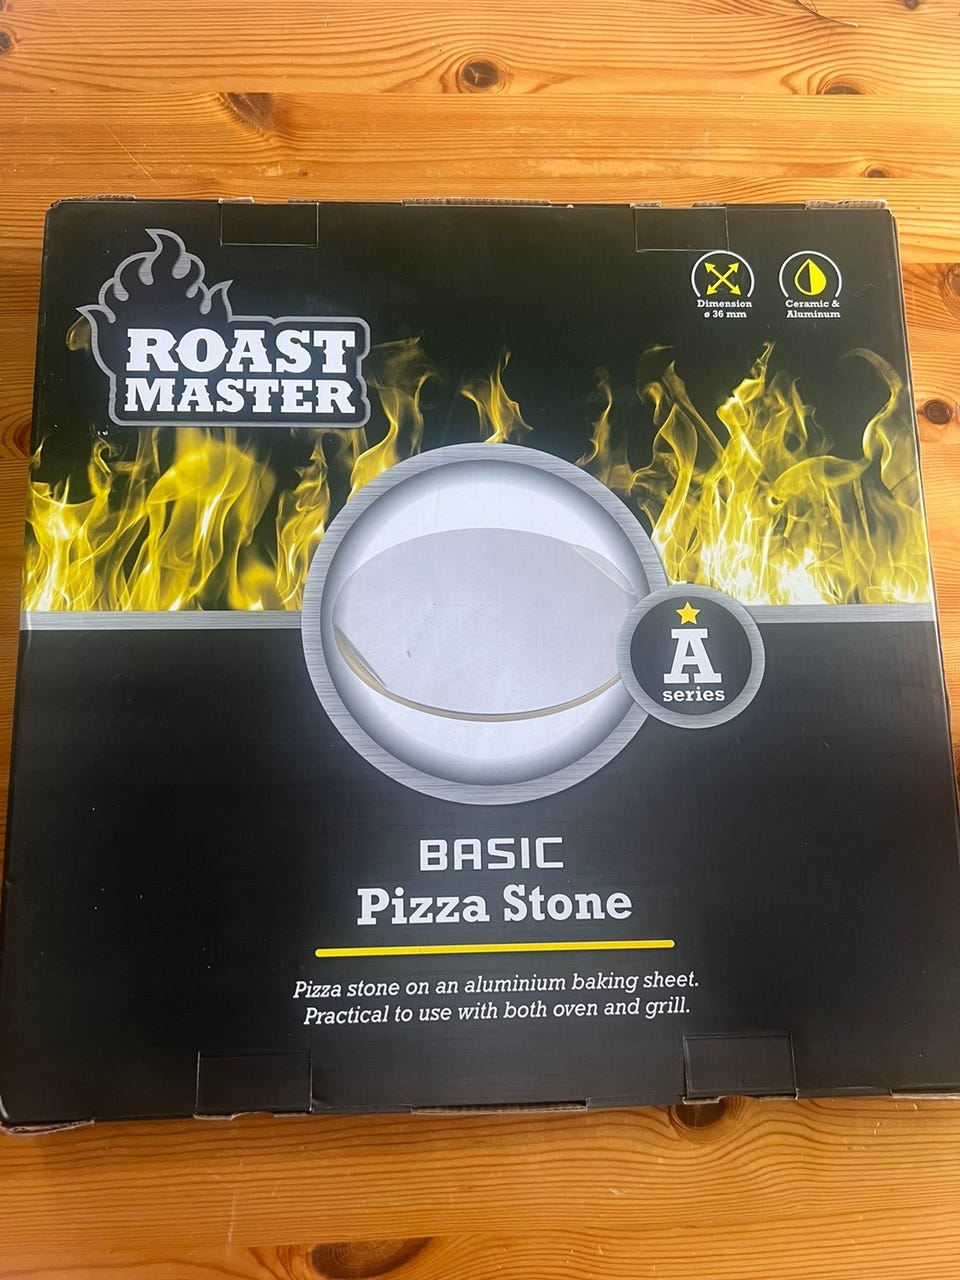 ROAST
MASTER
Dimension
ø 36 mm
Ceramic &
Aluminum
A
series
BASIC
Pizza Stone
Pizza stone on an aluminium baking sheet.
Practical to use with both oven and grill.